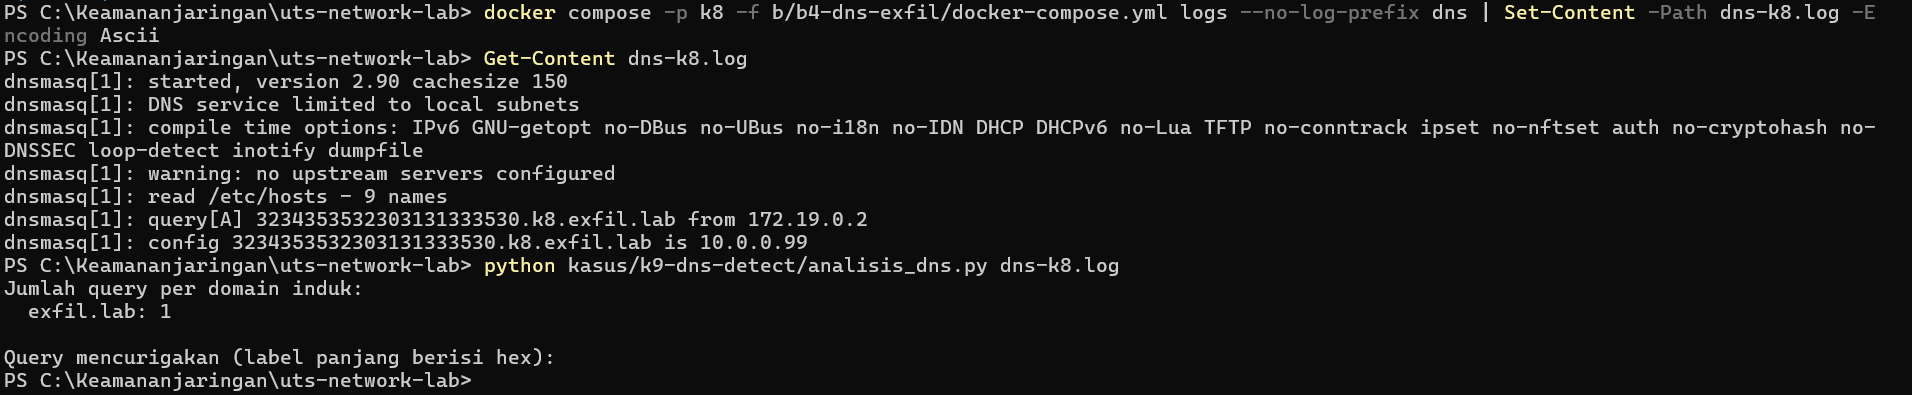 PS C:\Keamananjaringan\uts-network-lab> docker compose -p k8 -f b/b4-dns-exfil/docker-compose.yml logs --no-log-prefix dns | Set-Content -Path dns-k8.log -E
ncoding Ascii
PS C:\Keamananjaringan\uts-network-lab> Get-Content dns-k8.log
dnsmasq[1]: started, version 2.90 cachesize 150
dnsmasq[1]: DNS service limited to local subnets
dnsmasq[1]: compile time options: IPv6 GNU-getopt no-DBus no-UBus no-i18n no-IDN DHCP DHCPv6 no-Lua TFTP no-conntrack ipset no-nftset auth no-cryptohash no-
DNSSEC loop-detect inotify dumpfile
dnsmasq[1]: warning: no upstream servers configured
dnsmasq[1]: read /etc/hosts - 9 names
dnsmasq[1]: query[A] 3234353532303131333530.k8.exfil.lab from 172.19.0.2
dnsmasq[1]: config 3234353532303131333530.k8.exfil.lab is 10.0.0.99
PS C:\Keamananjaringan\uts-network-lab> python kasus/k9-dns-detect/analisis_dns.py dns-k8.log
Jumlah query per domain induk:
  exfil.lab: 1
Query mencurigakan (label panjang berisi hex):
PS C:\Keamananjaringan\uts-network-lab>